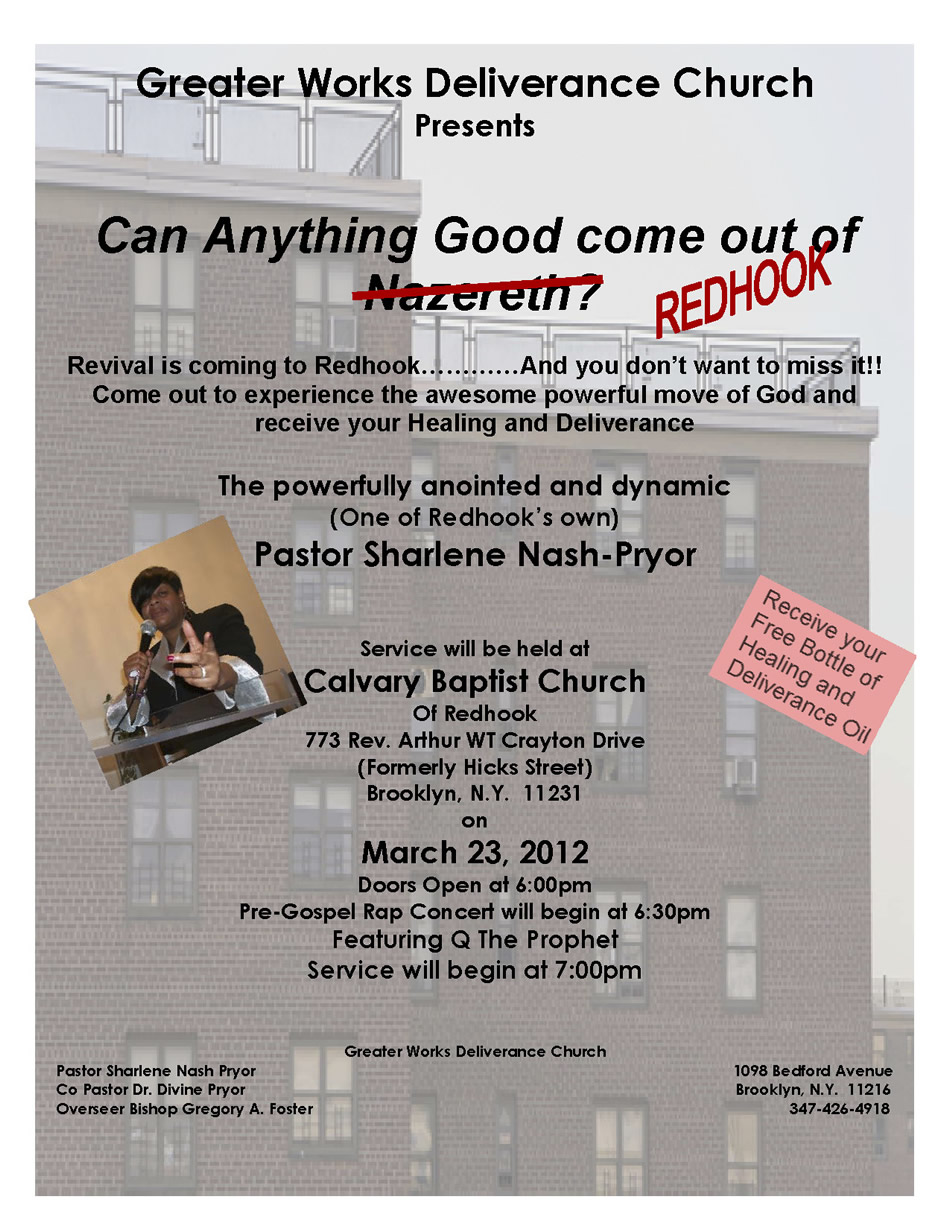 Greater Works Deliverance Church
Presents
Can Anything Good come out of
Nazereth?
REDHOOK
Revival is coming to Redhook…………And you don’t want to miss it!!
Come out to experience the awesome powerful move of God and
receive your Healing and Deliverance
The powerfully anointed and dynamic
(One of Redhook’s own)
Pastor Sharlene Nash-Pryor
Receive your
Free Bottle of
Healing and
Deliverance Oil
Service will be held at
Calvary Baptist Church
Of Redhook
773 Rev. Arthur WT Crayton Drive
(Formerly Hicks Street)
Brooklyn, N.Y.  11231
on
March 23, 2012
Doors Open at 6:00pm
Pre-Gospel Rap Concert will begin at 6:30pm
Featuring Q The Prophet
Service will begin at 7:00pm
Greater Works Deliverance Church
Pastor Sharlene Nash Pryor
Co Pastor Dr. Divine Pryor
Overseer Bishop Gregory A. Foster
1098 Bedford Avenue
Brooklyn, N.Y.  11216
347-426-4918